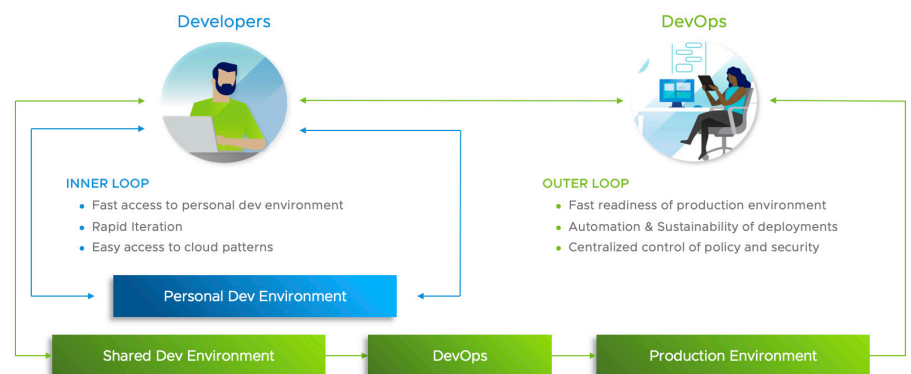 Developers
DevOps
INNER LOOP
Fast access to personal dev environment
Rapid Iteration
Easy access to cloud patterns
OUTER LOOP
Fast readiness of production environment
Automation & Sustainability of deployments
Centralized control of policy and security
Personal Dev Environment
Shared Dev Environment
DevOps
Production Environment